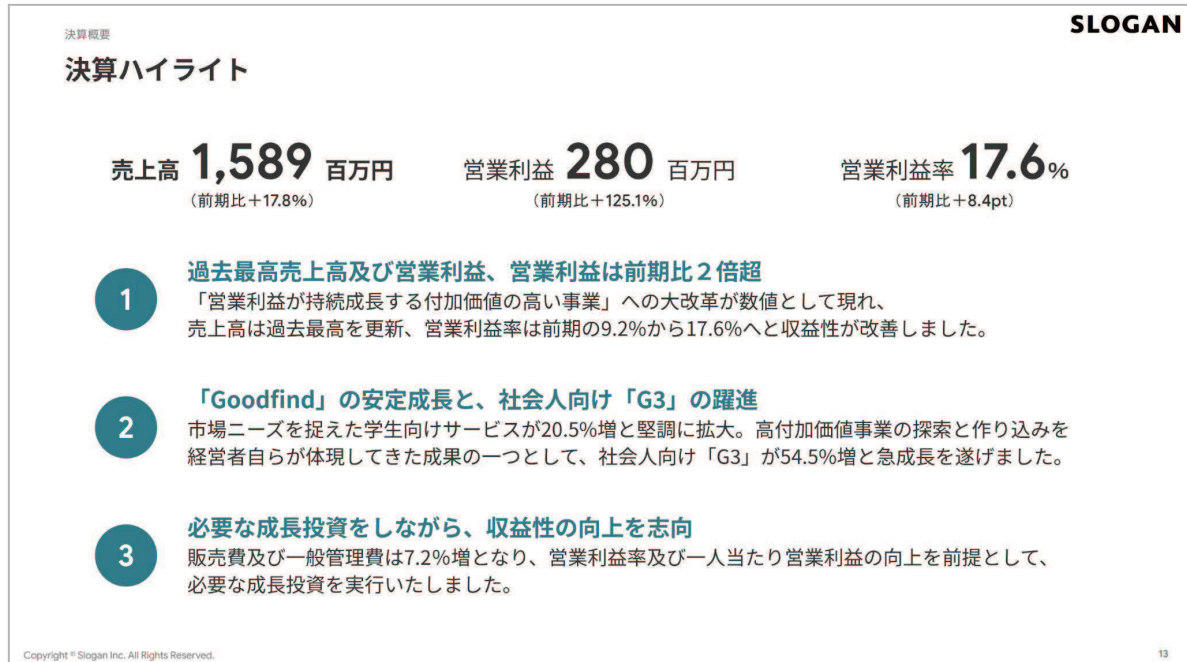 SLOGAN
決算概要
決算ハイライト
売上高 1,589 百万円
(前期比+17.8%)
営業利益 280 百万円
(前期比+125.1%)
営業利益率 17.6%
(前期比+8.4pt)
1
過去最高売上高及び営業利益、営業利益は前期比2倍超
「営業利益が持続成長する付加価値の高い事業」への大改革が数値として現れ、
売上高は過去最高を更新、営業利益率は前期の9.2%から17.6%へと収益性が改善しました。
2
「Goodfind」の安定成長と、社会人向け「G3」の躍進
市場ニーズを捉えた学生向けサービスが20.5%増と堅調に拡大。高付加価値事業の探索と作り込みを
経営者自らが体現してきた成果の一つとして、社会人向け「G3」が54.5%増と急成長を遂げました。
3
必要な成長投資をしながら、収益性の向上を志向
販売費及び一般管理費は7.2%増となり、営業利益率及び一人当たり営業利益の向上を前提として、
必要な成長投資を実行いたしました。
Copyright © Slogan Inc. All Rights Reserved.
13